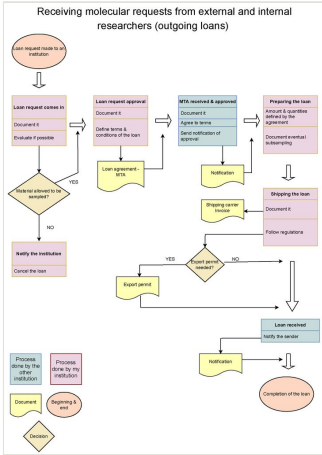 Receiving molecular requests from external and internal
researchers (outgoing loans)
Loan request made to an
institution
Loan request comes in
Document it
Evaluate if possible
Loan request approval
Document it
Define terms &
conditions of the loan
MTA received & approved
Document it
Agree to terms
Send notification of
approval
Preparing the loan
Amount & quantities
defined by the
agreement
Document eventual
subsampling
Loan agreement -
MTA
Notification
YES
Material allowed to be
sampled?
NO
Notify the institution
Cancel the loan
Shipping the loan
Document it
Follow regulations
Shipping carrier
Invoice
YES
Export permit
needed?
NO
Export permit
Loan received
Notify the sender
Notification
Completion of the loan
Process
done by the
other
institution
Process
done by my
institution
Document
Beginning &
end
Decision